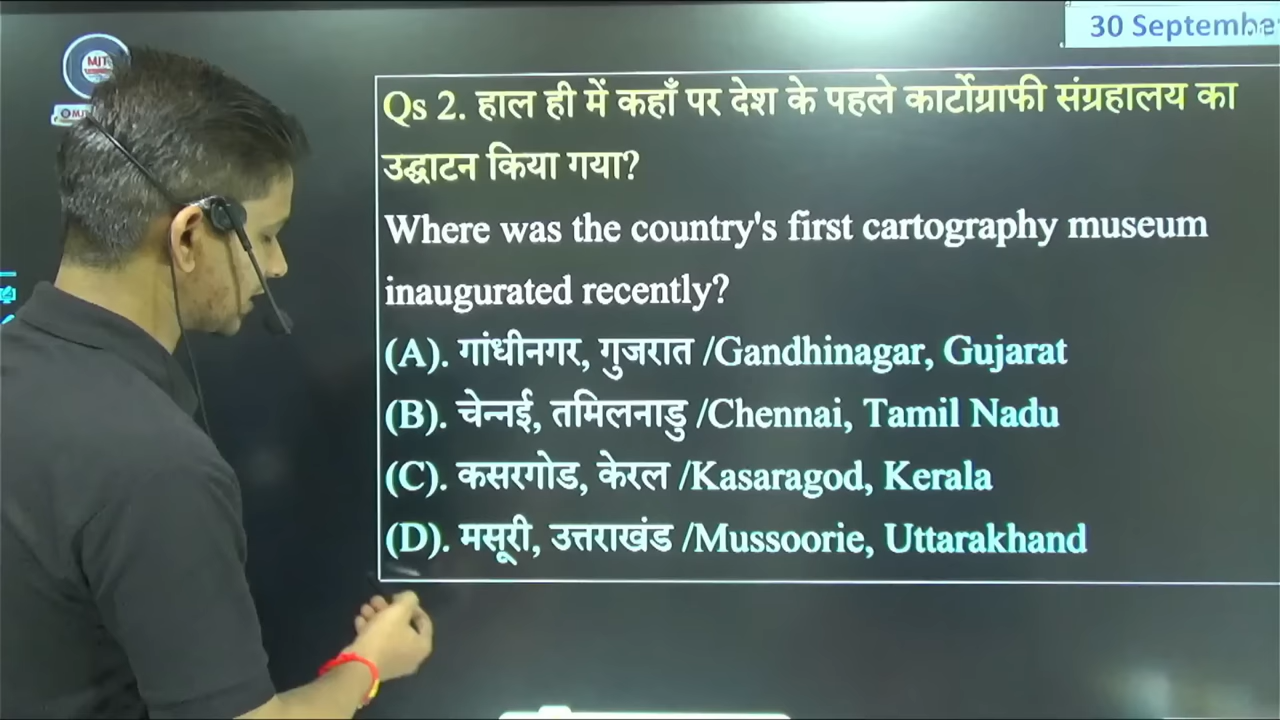 30 September
MJT
Qs 2. हाल ही में कहाँ पर देश के पहले कार्टोग्राफी संग्रहालय का
उद्घाटन किया गया?
Where was the country's first cartography museum
inaugurated recently?
(A). गांधीनगर, गुजरात /Gandhinagar, Gujarat
(B). चेन्नई, तमिलनाडु /Chennai, Tamil Nadu
(C). कसरगोड, केरल /Kasaragod, Kerala
(D). मसूरी, उत्तराखंड /Mussoorie, Uttarakhand